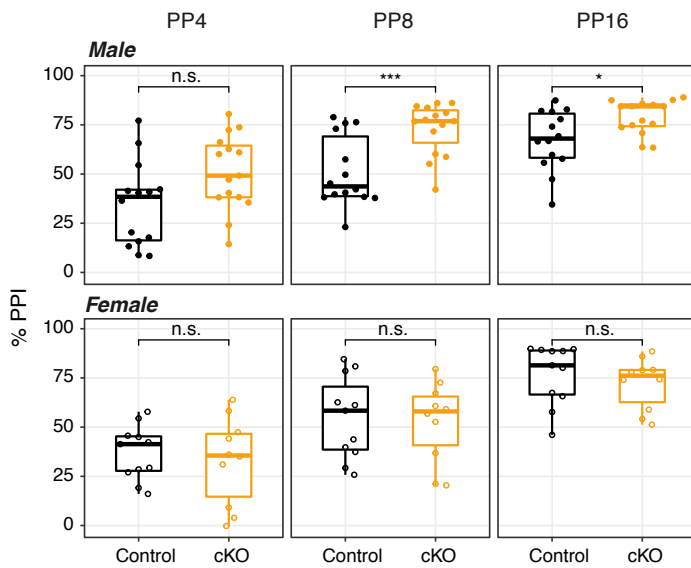 PP4 PP8 PP16
Male
100
75
50
25
0
n.s. *** *
% PPI
Female
100
75
50
25
0
n.s. n.s. n.s.
Control cKO Control cKO Control cKO